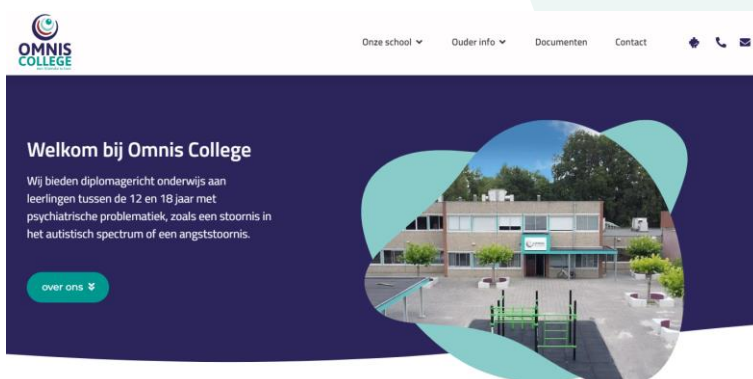 OMNIS
COLLEGE
Onze school
Ouder info
Documenten
Contact
Welkom bij Omnis College
Wij bieden diplomagericht onderwijs aan
leerlingen tussen de 12 en 18 jaar met
psychiatrische problematiek, zoals een stoornis in
het autistisch spectrum of een angststoornis.
over ons
OMNIS